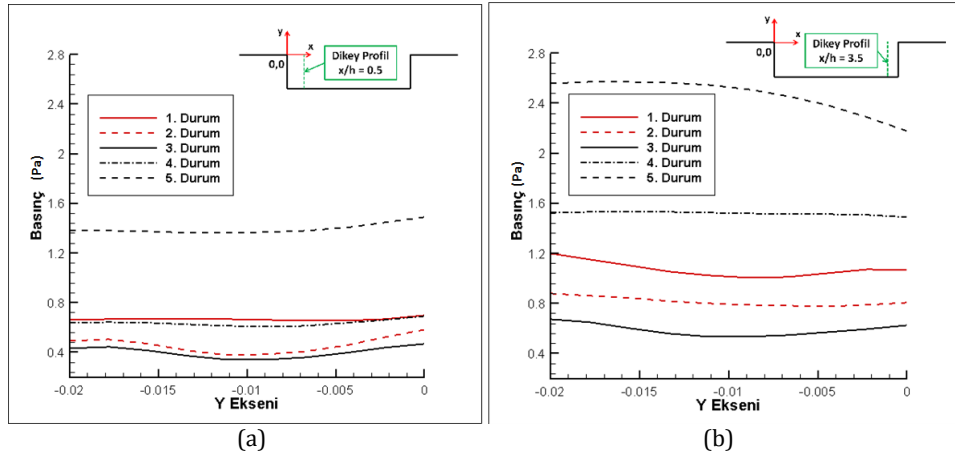 y
x
0,0
Dikey Profil
x/h = 0.5
2.8
2.4
2
1.6
1.2
0.8
0.4
Basınç (Pa)
1. Durum
2. Durum
3. Durum
4. Durum
5. Durum
-0.02
-0.015
-0.01
-0.005
0
Y Ekseni
(a)
y
x
0,0
Dikey Profil
x/h = 3.5
2.8
2.4
2
1.6
1.2
0.8
0.4
Basınç (Pa)
1. Durum
2. Durum
3. Durum
4. Durum
5. Durum
-0.02
-0.015
-0.01
-0.005
0
Y Ekseni
(b)